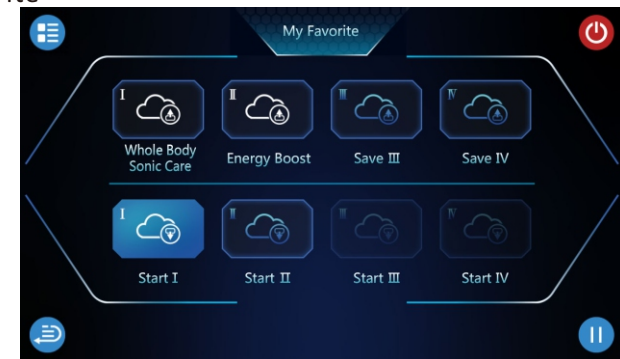 My Favorite
I
II
III
IV
Whole Body
Sonic Care
Energy Boost
Save III
Save IV
I
II
III
IV
Start I
Start II
Start III
Start IV